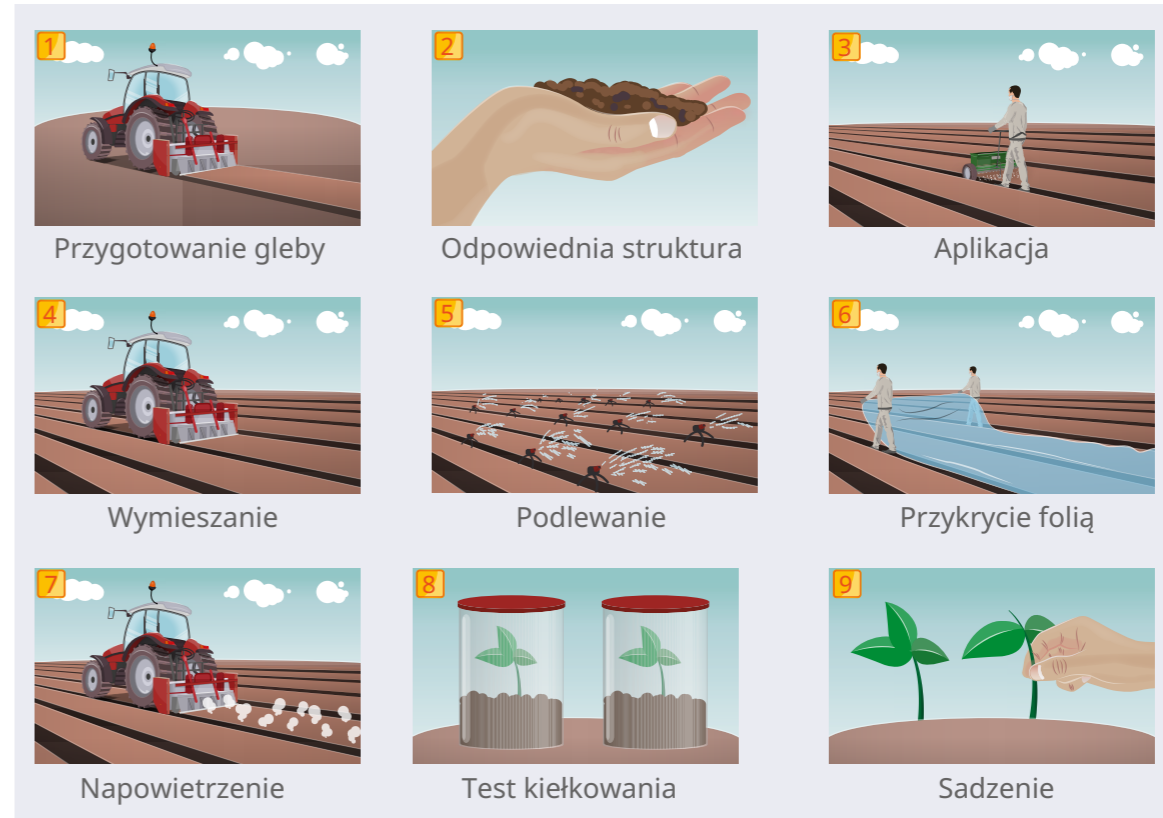 1
Przygotowanie gleby
2
Odpowiednia struktura
3
Aplikacja
4
Wymieszanie
5
Podlewanie
6
Przykrycie folią
7
Napowietrzenie
8
Test kiełkowania
9
Sadzenie